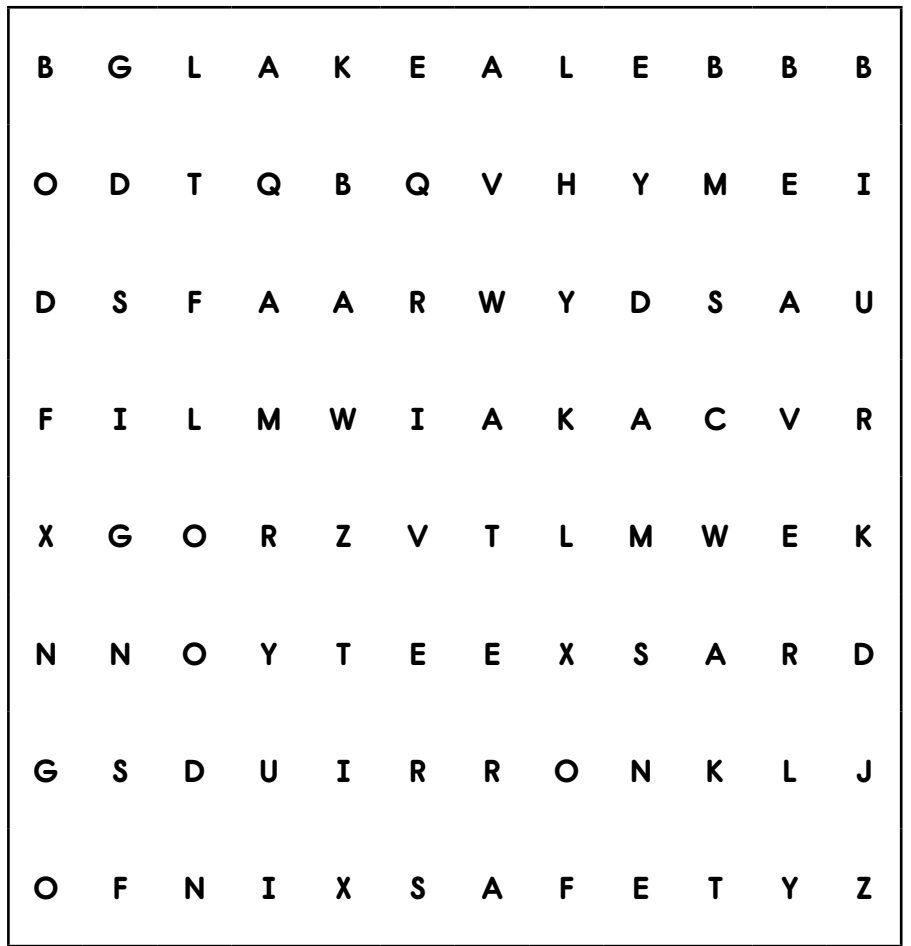 B G L A K E A L E B B B
O D T Q B Q V H Y M E I
D S F A A R W Y D S A U
F I L M W I A K A C V R
X G O R Z V T L M W E K
N N O Y T E E X S A R D
G S D U I R R O N K L J
O F N I X S A F E T Y Z